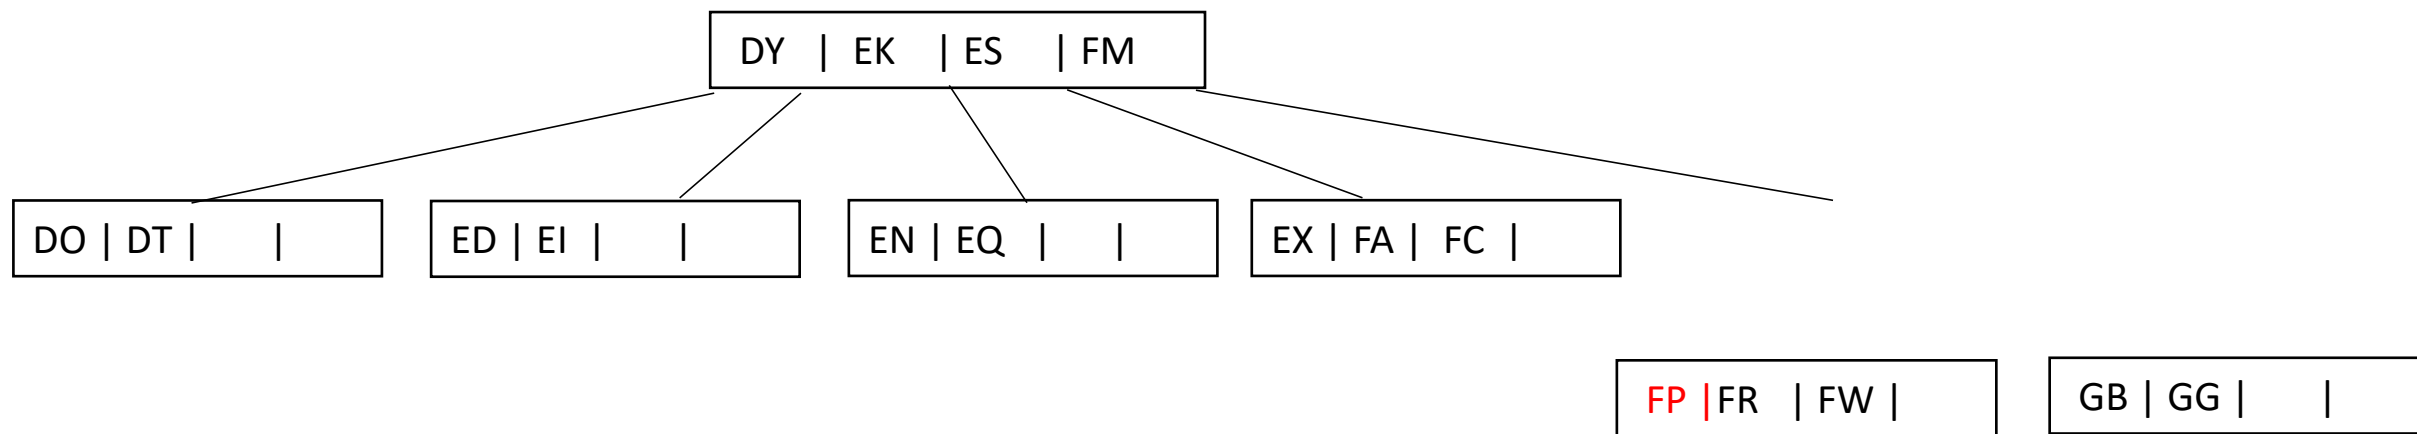 DY | EK | ES | FM
DO | DT | |
ED | EI | |
EN | EQ | |
EX | FA | FC |
FP | FR | FW |
GB | GG | |